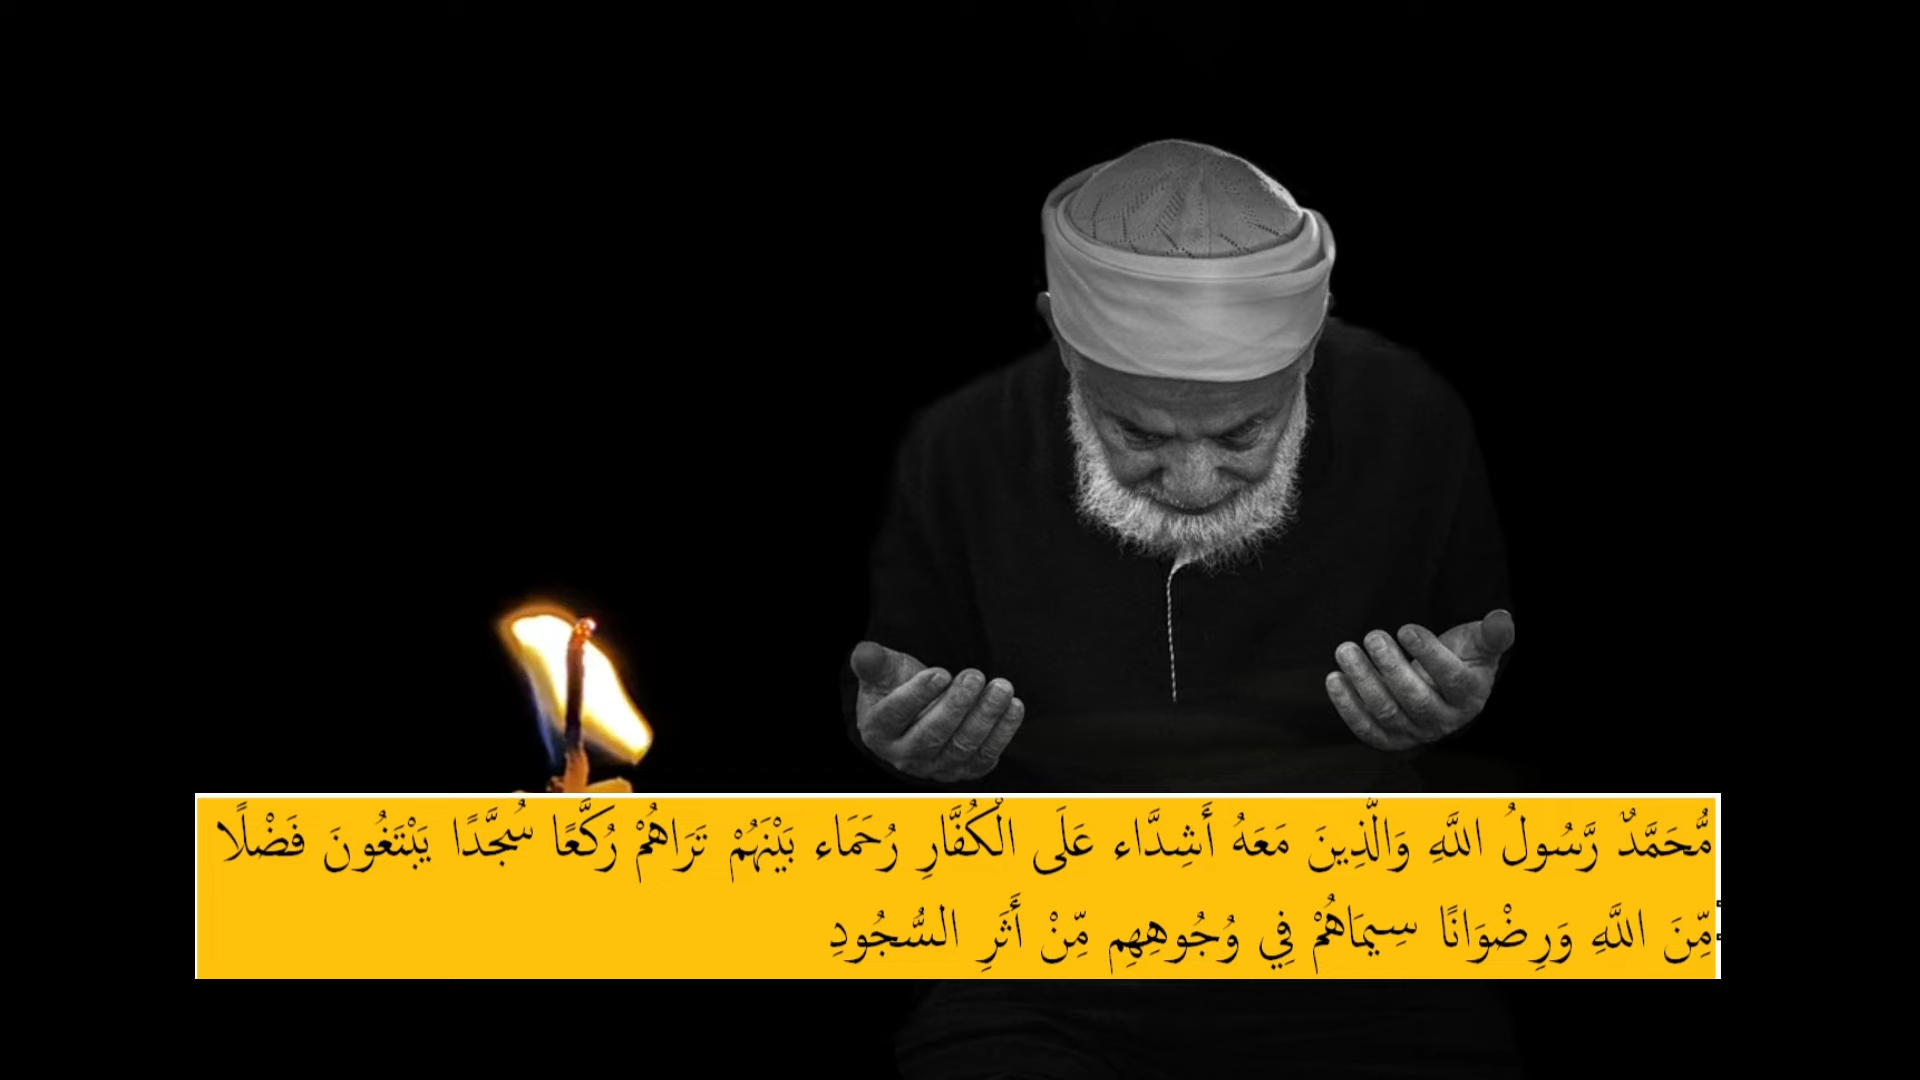 مُّحَمَّدٌ رَّسُولُ اللَّهِ وَالَّذِينَ مَعَهُ أَشِدَّاء عَلَى الْكُفَّارِ رُحَمَاء بَيْنَهُمْ تَرَاهُمْ رُكَّعًا سُجَّدًا يَبْتَغُونَ فَضْلًا
مِّنَ اللَّهِ وَرِضْوَانًا سِيمَاهُمْ فِي وُجُوهِهِم مِّنْ أَثَرِ السُّجُودِ